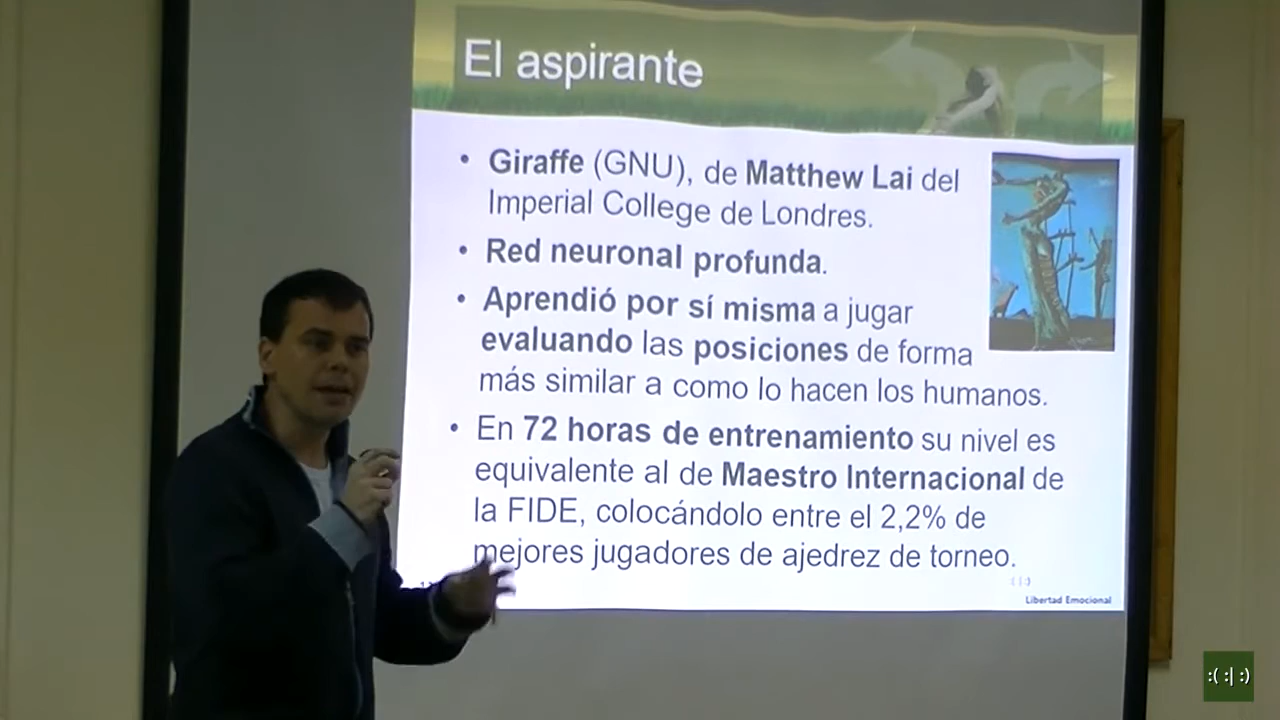 El aspirante
• Giraffe (GNU), de Matthew Lai del
Imperial College de Londres.
• Red neuronal profunda.
• Aprendió por sí misma a jugar
evaluando las posiciones de forma
más similar a como lo hacen los humanos.
• En 72 horas de entrenamiento su nivel es
equivalente al de Maestro Internacional de
la FIDE, colocándolo entre el 2,2% de
mejores jugadores de ajedrez de torneo.
Libertad Emocional
:( :| :)